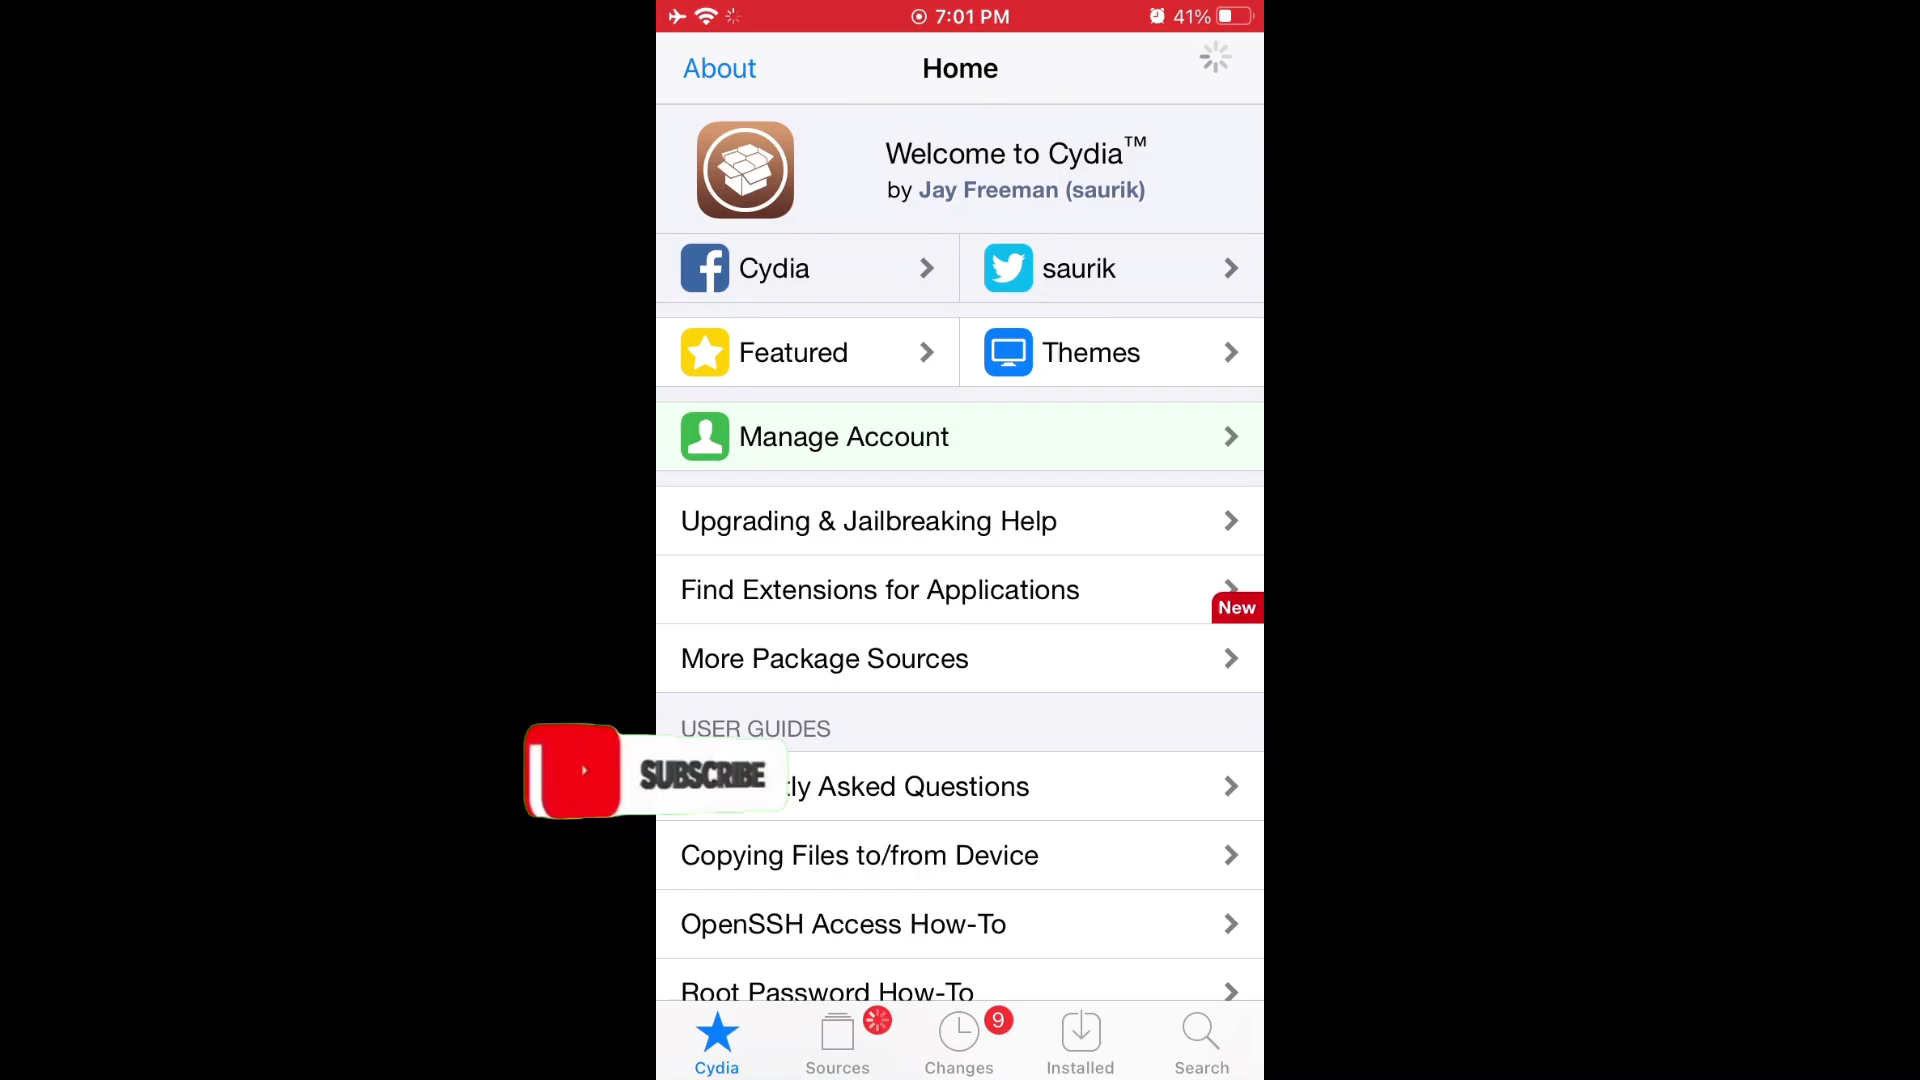 7:01 PM
41%
About
Home
Welcome to Cydia™
by Jay Freeman (saurik)
Cydia
saurik
Featured
Themes
Manage Account
Upgrading & Jailbreaking Help
Find Extensions for Applications
New
More Package Sources
USER GUIDES
SUBSCRIBE
tly Asked Questions
Copying Files to/from Device
OpenSSH Access How-To
Root Password How-To
9
Cydia
Sources
Changes
Installed
Search